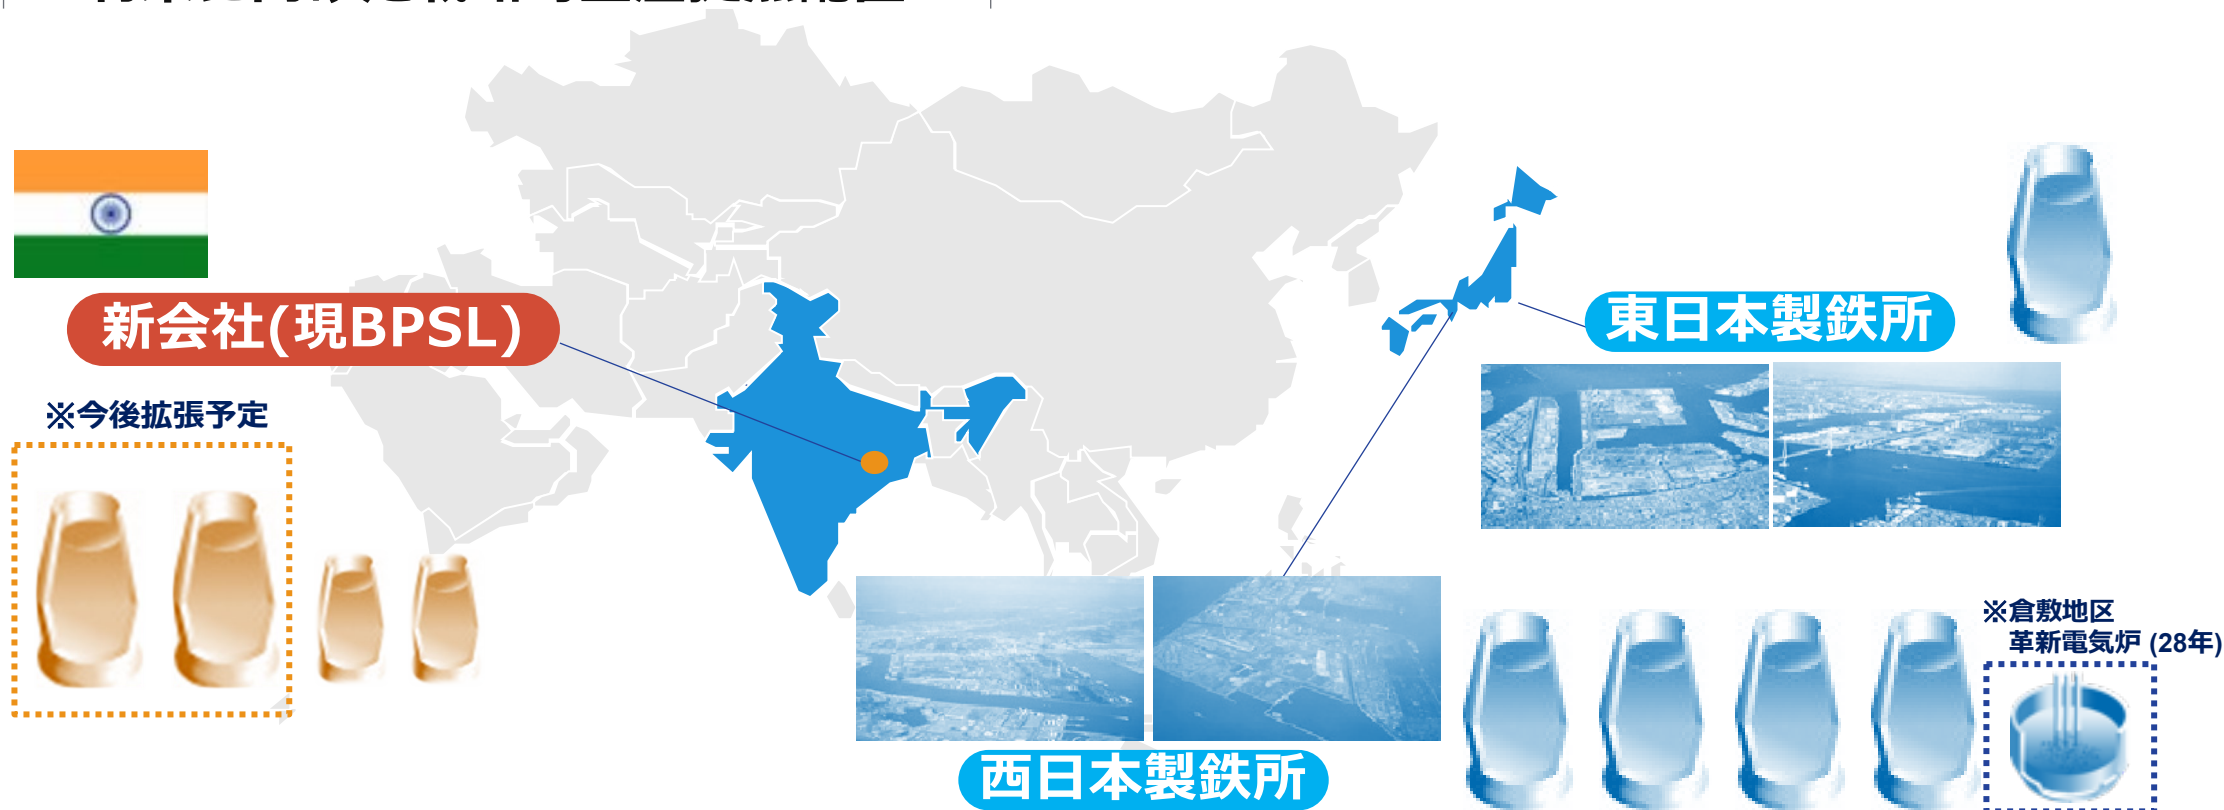 新会社(現BPSL)
※今後拡張予定
東日本製鉄所
西日本製鉄所
※倉敷地区
革新電気炉 (28年)